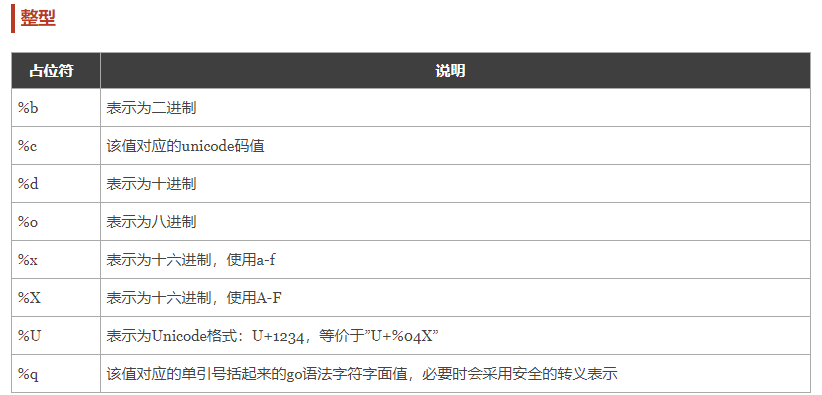 整型
占位符 说明
%b 表示为二进制
%c 该值对应的unicode码值
%d 表示为十进制
%o 表示为八进制
%x 表示为十六进制，使用a-f
%X 表示为十六进制，使用A-F
%U 表示为Unicode格式：U+1234，等价于”U+%04X”
%q 该值对应的单引号括起来的go语法字符字面值，必要时会采用安全的转义表示